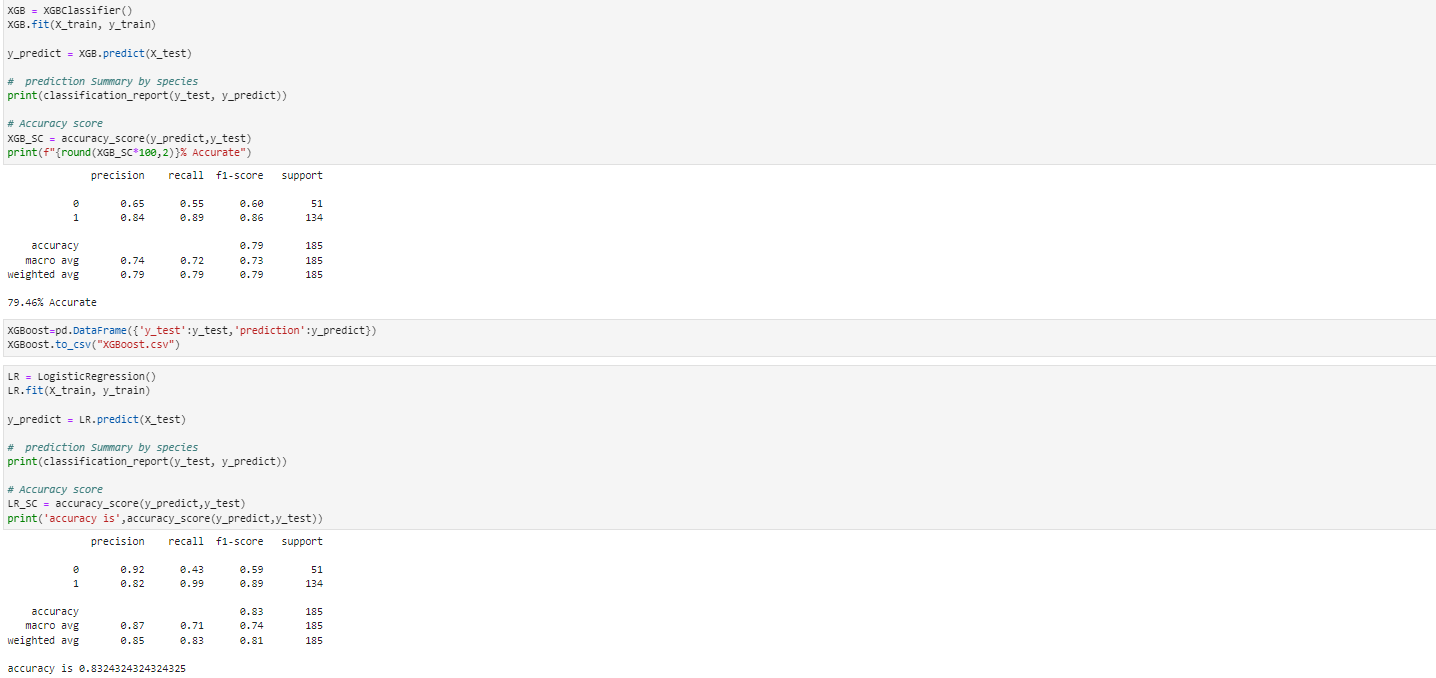 XGB = XGBClassifier()
XGB.fit(X_train, y_train)
y_predict = XGB.predict(X_test)
#  prediction Summary by species
print(classification_report(y_test, y_predict))
# Accuracy score
XGB_SC = accuracy_score(y_predict,y_test)
print(f"{round(XGB_SC*100,2)}% Accurate")
precision recall f1-score support
0 0.65 0.55 0.60 51
1 0.84 0.89 0.86 134
accuracy 0.79 185
macro avg 0.74 0.72 0.73 185
weighted avg 0.79 0.79 0.79 185
79.46% Accurate
XGBoost=pd.DataFrame({'y_test':y_test,'prediction':y_predict})
XGBoost.to_csv("XGBoost.csv")
LR = LogisticRegression()
LR.fit(X_train, y_train)
y_predict = LR.predict(X_test)
#  prediction Summary by species
print(classification_report(y_test, y_predict))
# Accuracy score
LR_SC = accuracy_score(y_predict,y_test)
print('accuracy is',accuracy_score(y_predict,y_test))
precision recall f1-score support
0 0.92 0.43 0.59 51
1 0.82 0.99 0.89 134
accuracy 0.83 185
macro avg 0.87 0.71 0.74 185
weighted avg 0.85 0.83 0.81 185
accuracy is 0.8324324324324325